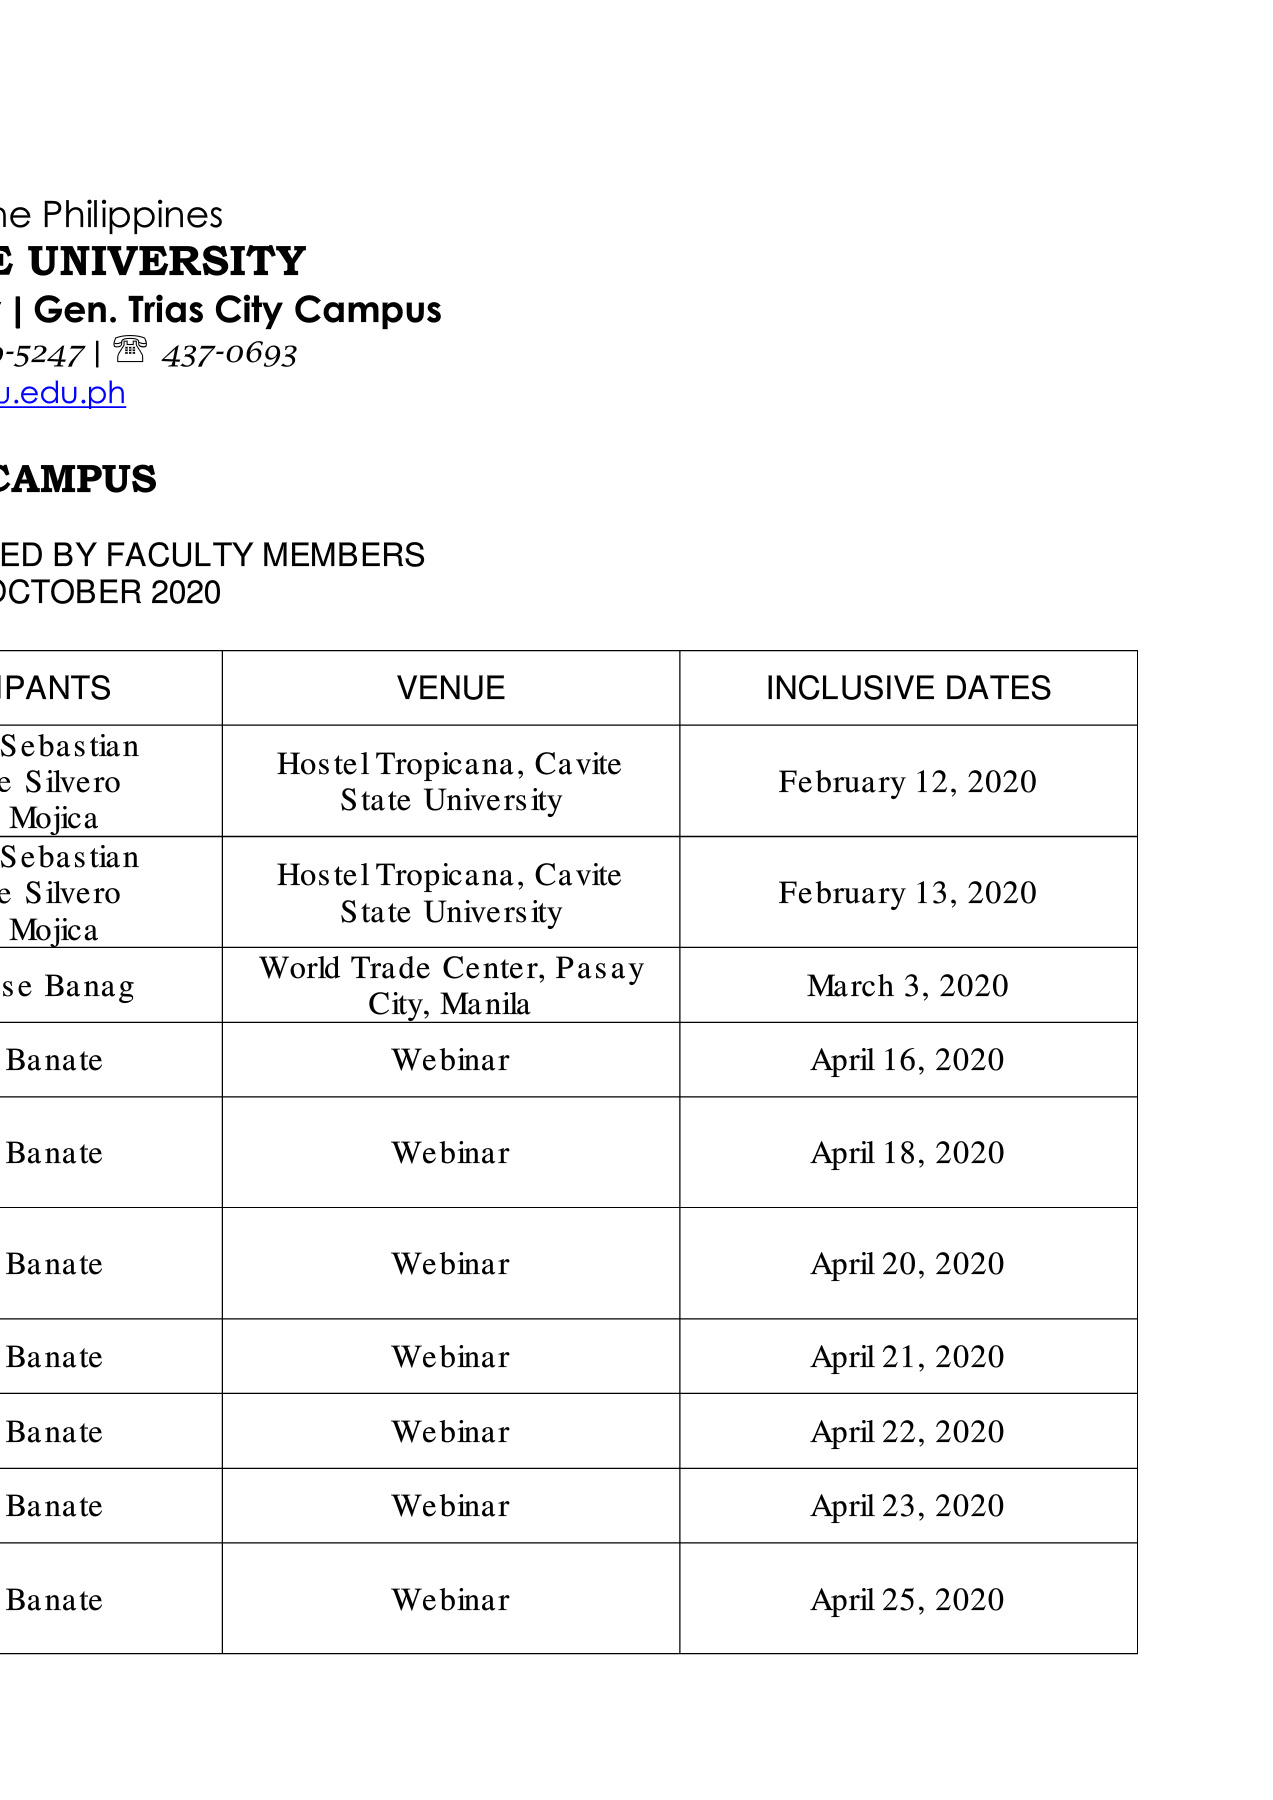 he Philippines
E UNIVERSITY
| Gen. Trias City Campus
-5247 | ☏ 437-0693
u.edu.ph
CAMPUS
ED BY FACULTY MEMBERS
OCTOBER 2020
IPANTS VENUE INCLUSIVE DATES
Sebastian
e Silvero
Mojica
Hostel Tropicana, Cavite
State University
February 12, 2020
Sebastian
e Silvero
Mojica
Hostel Tropicana, Cavite
State University
February 13, 2020
se Banag
World Trade Center, Pasay
City, Manila
March 3, 2020
Banate Webinar April 16, 2020
Banate Webinar April 18, 2020
Banate Webinar April 20, 2020
Banate Webinar April 21, 2020
Banate Webinar April 22, 2020
Banate Webinar April 23, 2020
Banate Webinar April 25, 2020